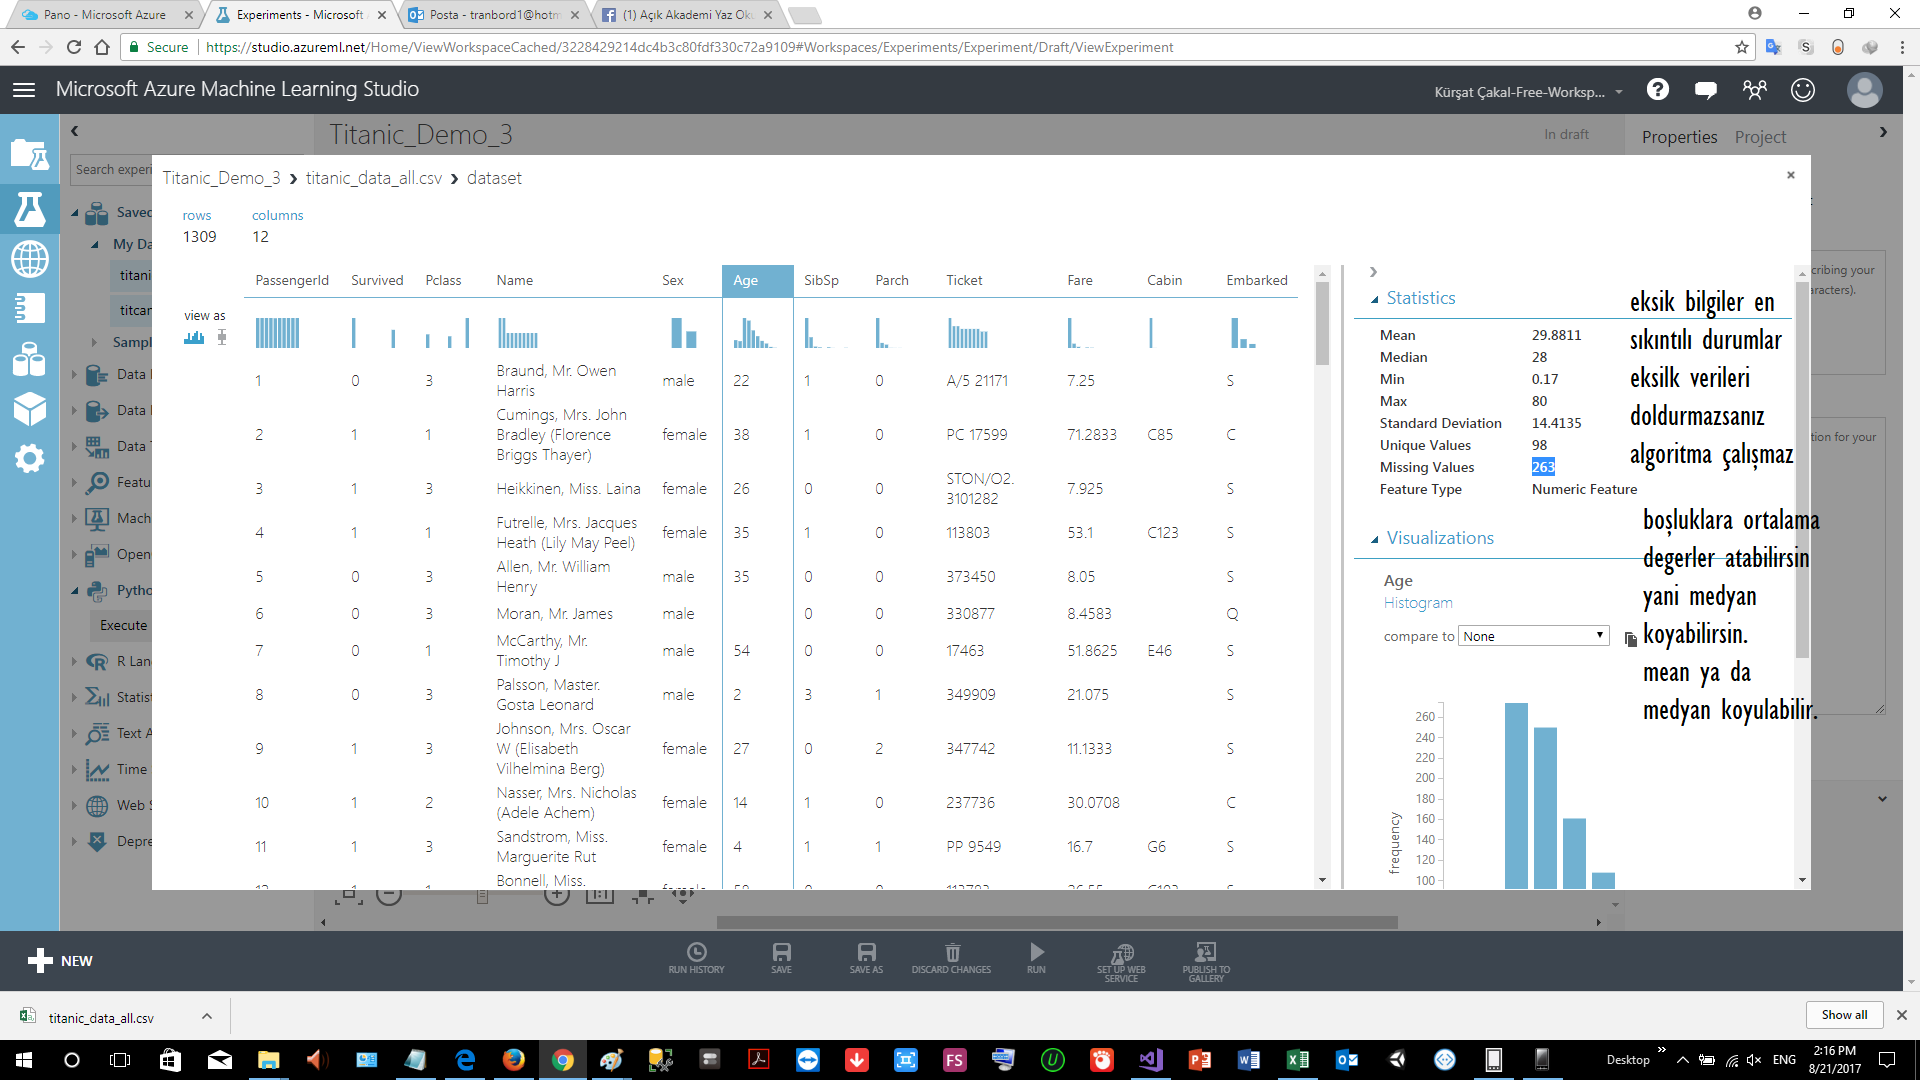 Pano - Microsoft Azure
Experiments - Microsoft
Posta - tranbord1@hotm
(1) Açık Akademi Yaz Oku
Secure
https://studio.azureml.net/Home/ViewWorkspaceCached/3228429214dc4b3c80fdf330c72a9109#Workspaces/Experiments/Experiment/Draft/ViewExperiment
Microsoft Azure Machine Learning Studio
Kürşat Çakal-Free-Worksp...
Titanic_Demo_3
In draft
Properties Project
Search experi
Saved
My Da
titani
titcan
Sampl
Data I
Data I
Data T
Featu
Mach
Open
Pytho
Execute
R Lan
Statist
Text A
Time
Web S
Depre
cribing your
aracters).
tion for your
Titanic_Demo_3 > titanic_data_all.csv > dataset
rows columns
1309 12
view as
PassengerId Survived Pclass Name Sex Age SibSp Parch Ticket Fare Cabin Embarked
1 0 3 Braund, Mr. Owen Harris male 22 1 0 A/5 21171 7.25 S
2 1 1 Cumings, Mrs. John Bradley (Florence Briggs Thayer) female 38 1 0 PC 17599 71.2833 C85 C
3 1 3 Heikkinen, Miss. Laina female 26 0 0 STON/O2. 3101282 7.925 S
4 1 1 Futrelle, Mrs. Jacques Heath (Lily May Peel) female 35 1 0 113803 53.1 C123 S
5 0 3 Allen, Mr. William Henry male 35 0 0 373450 8.05 S
6 0 3 Moran, Mr. James male 0 0 330877 8.4583 Q
7 0 1 McCarthy, Mr. Timothy J male 54 0 0 17463 51.8625 E46 S
8 0 3 Palsson, Master. Gosta Leonard male 2 3 1 349909 21.075 S
9 1 3 Johnson, Mrs. Oscar W (Elisabeth Vilhelmina Berg) female 27 0 2 347742 11.1333 S
10 1 2 Nasser, Mrs. Nicholas (Adele Achem) female 14 1 0 237736 30.0708 C
11 1 3 Sandstrom, Miss. Marguerite Rut female 4 1 1 PP 9549 16.7 G6 S
Bonnell, Miss.
Statistics
Mean 29.8811
Median 28
Min 0.17
Max 80
Standard Deviation 14.4135
Unique Values 98
Missing Values 263
Feature Type Numeric Feature
Visualizations
Age
Histogram
compare to None
frequency
260
240
220
200
180
160
140
120
100
eksik bilgiler en
sıkıntılı durumlar
eksilk verileri
doldurmazsanız
algoritma çalışmaz
boşluklara ortalama
degerler atabilirsin
yani medyan
koyabilirsin.
mean ya da
medyan koyulabilir.
1:1
NEW
RUN HISTORY
SAVE
SAVE AS
DISCARD CHANGES
RUN
SET UP WEB SERVICE
PUBLISH TO GALLERY
titanic_data_all.csv
Show all
Desktop
ENG
2:16 PM
8/21/2017